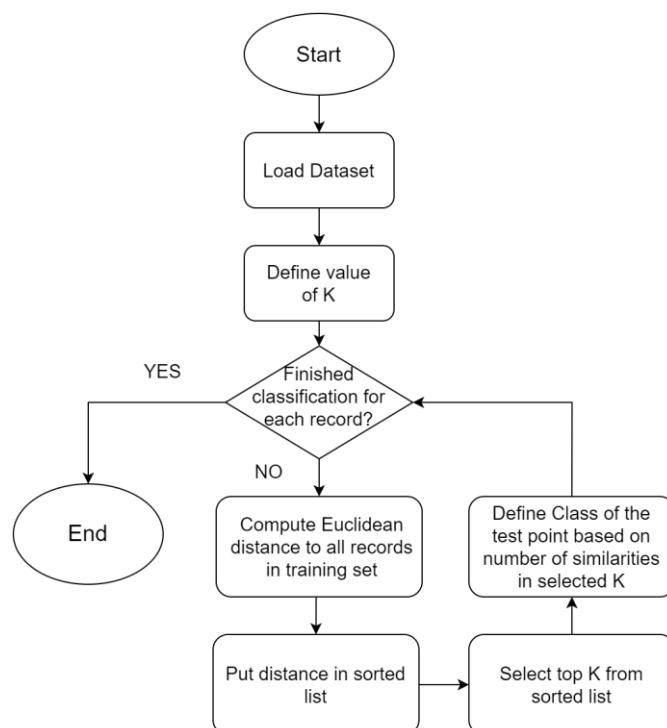 Start
Load Dataset
Define value
of K
YES
Finished
classification for
each record?
NO
End
Compute Euclidean
distance to all records
in training set
Define Class of the
test point based on
number of similarities
in selected K
Put distance in sorted
list
Select top K from
sorted list